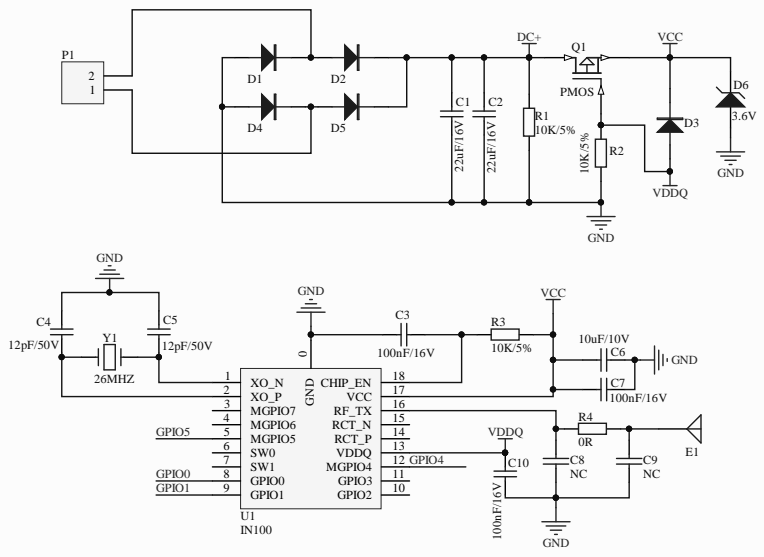 P1
2
1
D1
D2
D4
D5
C1
22uF/16V
C2
22uF/16V
DC+
R1
10K/5%
Q1
PMOS
10K/5%
R2
GND
VCC
D3
VDDQ
D6
3.6V
GND
GND
C4
12pF/50V
Y1
26MHZ
C5
12pF/50V
GND
0
GND
C3
100nF/16V
R3
10K/5%
VCC
10uF/10V
C6
C7
100nF/16V
GND
1 XO_N CHIP_EN 18
2 XO_P VCC 17
3 MGPIO7 RF_TX 16
4 MGPIO6 RCT_N 15
GPIO5 5 MGPIO5 RCT_P 14
6 SW0 VDDQ 13
7 SW1 MGPIO4 12 GPIO4
GPIO0 8 GPIO0 GPIO3 11
GPIO1 9 GPIO1 GPIO2 10
U1
IN100
VDDQ
C10
100nF/16V
R4
0R
C8
NC
C9
NC
E1
GND